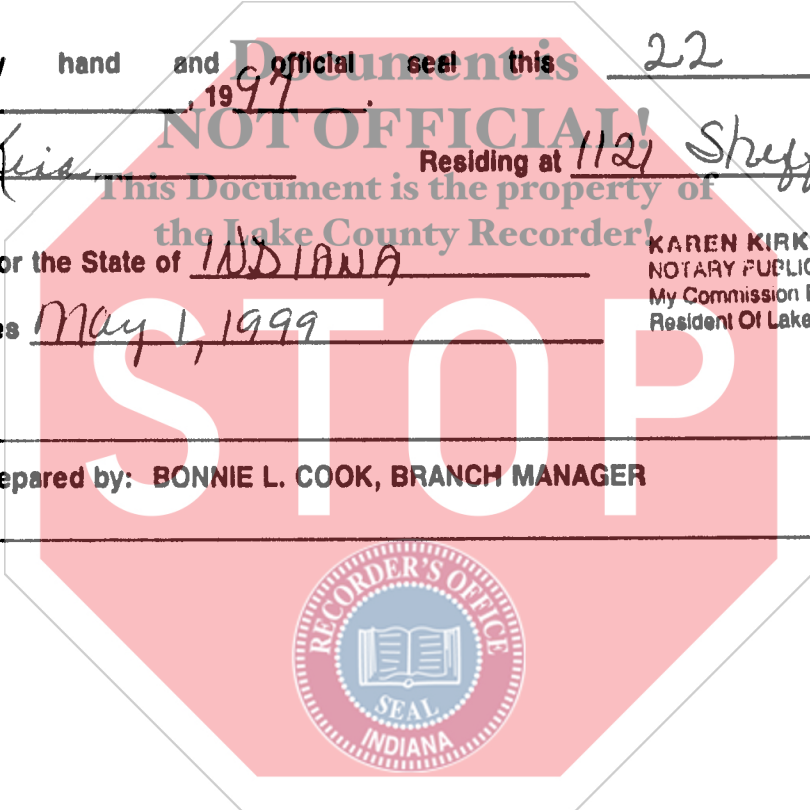 hand and official seal this 22
, 1997.
Residing at 1121
or the State of INDIANA
KAREN KIRK
NOTARY PUBLIC
My Commission
Resident Of Lake
May 1, 1999
epared by: BONNIE L. COOK, BRANCH MANAGER
Document is
NOT OFFICIAL!
This Document is the property of
the Lake County Recorder!
STOP
RECORDER'S OFFICE
SEAL
INDIANA